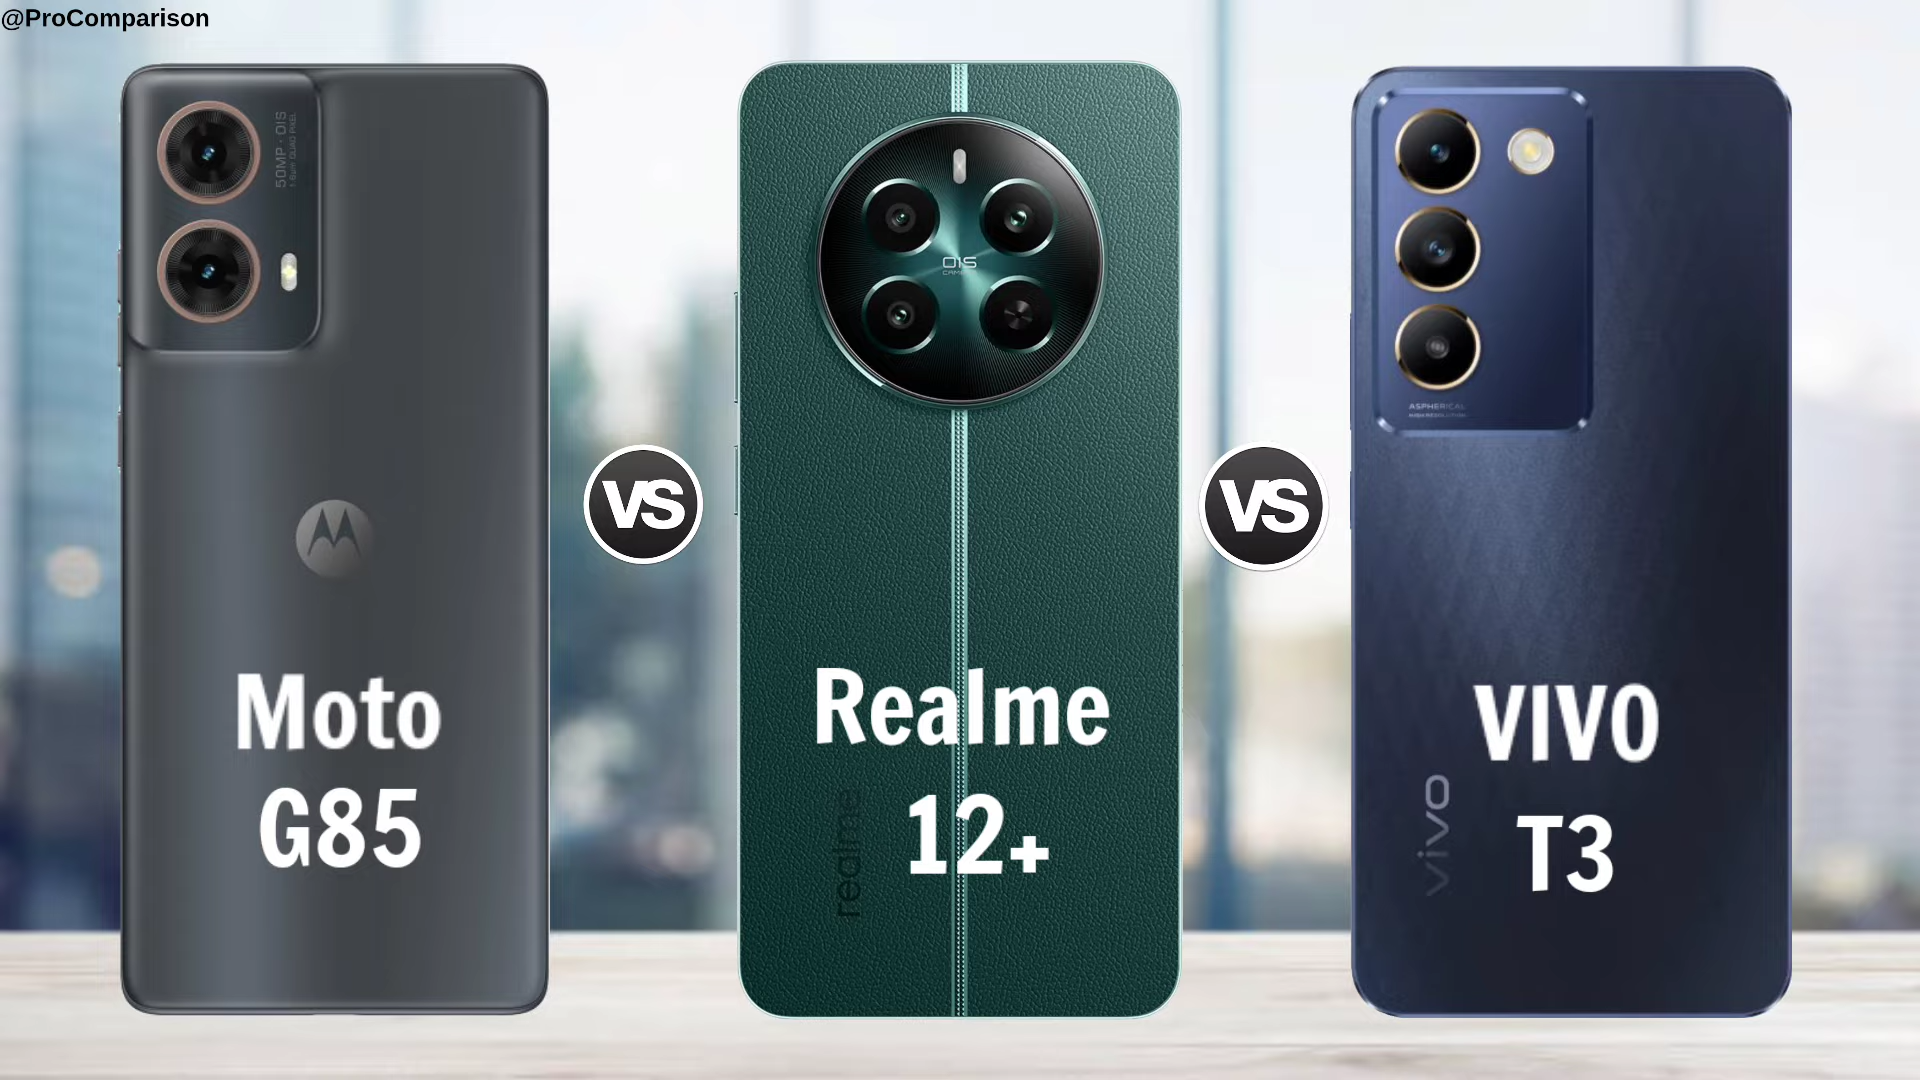 @ProComparison
50MP · OIS
Moto
G85
VS
OIS
realme
Realme
12+
VS
ASPHERICAL
vivo
VIVO
T3